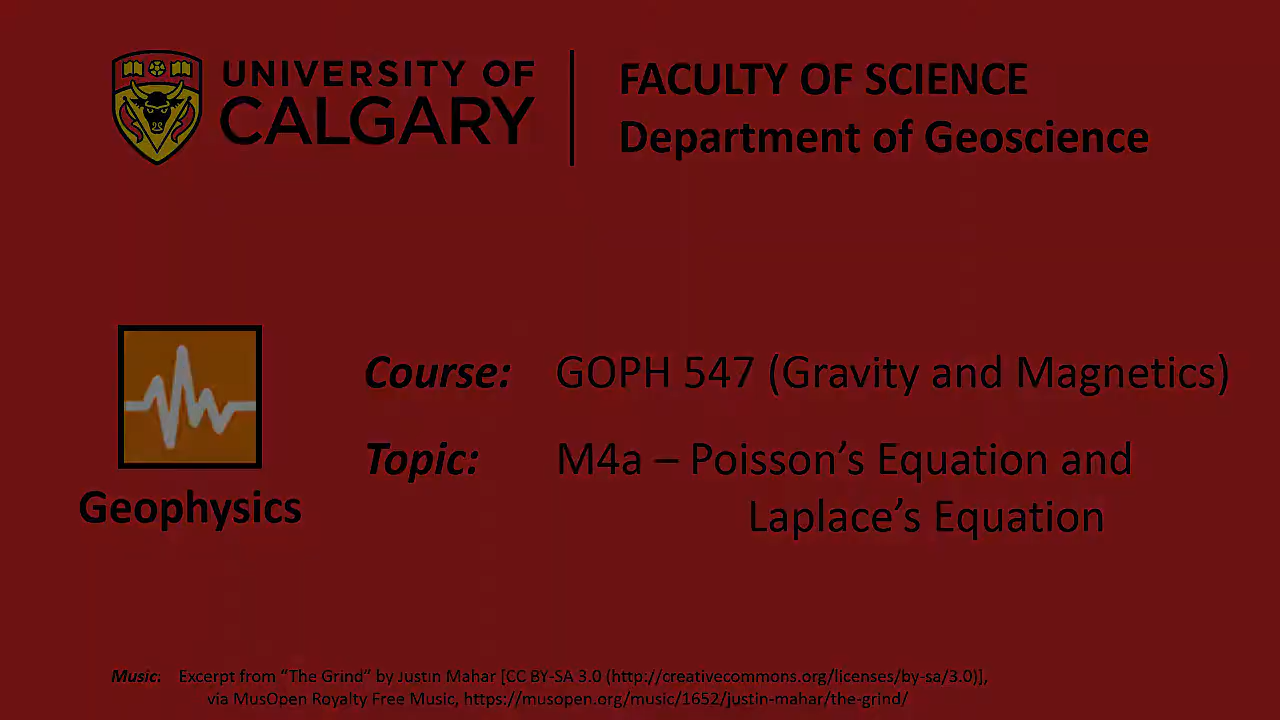 UNIVERSITY OF
CALGARY
FACULTY OF SCIENCE
Department of Geoscience
Geophysics
Course: GOPH 547 (Gravity and Magnetics)
Topic: M4a – Poisson’s Equation and
Laplace’s Equation
Music: Excerpt from “The Grind” by Justin Mahar [CC BY-SA 3.0 (http://creativecommons.org/licenses/by-sa/3.0)],
via MusOpen Royalty Free Music, https://musopen.org/music/1652/justin-mahar/the-grind/